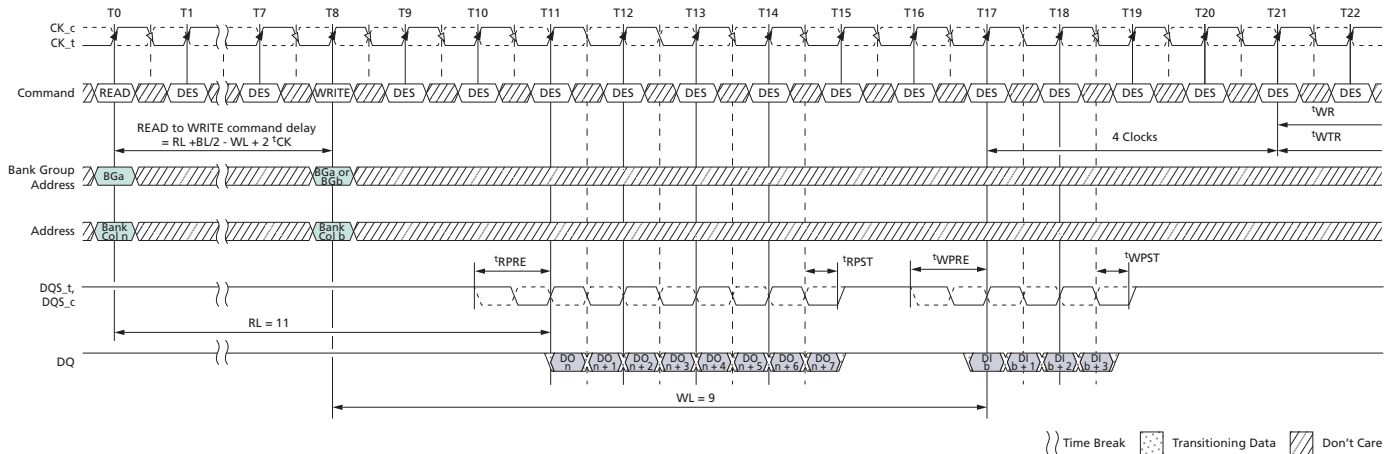 T0 T1 T7 T8 T9 T10 T11 T12 T13 T14 T15 T16 T17 T18 T19 T20 T21 T22
CK_c
CK_t
Command READ DES DES WRITE DES DES DES DES DES DES DES DES DES DES DES DES DES DES
READ to WRITE command delay
= RL +BL/2 - WL + 2 tCK
tWR
4 Clocks
tWTR
Bank Group
Address
BGa
BGa or
BGb
Address
Bank
Col n
Bank
Col b
tRPRE
tRPST
tWPRE
tWPST
DQS_t,
DQS_c
RL = 11
DQ
DO
n
DO
n + 1
DO
n + 2
DO
n + 3
DO
n + 4
DO
n + 5
DO
n + 6
DO
n + 7
DI
b
DI
b + 1
DI
b + 2
DI
b + 3
WL = 9
Time Break Transitioning Data Don't Care